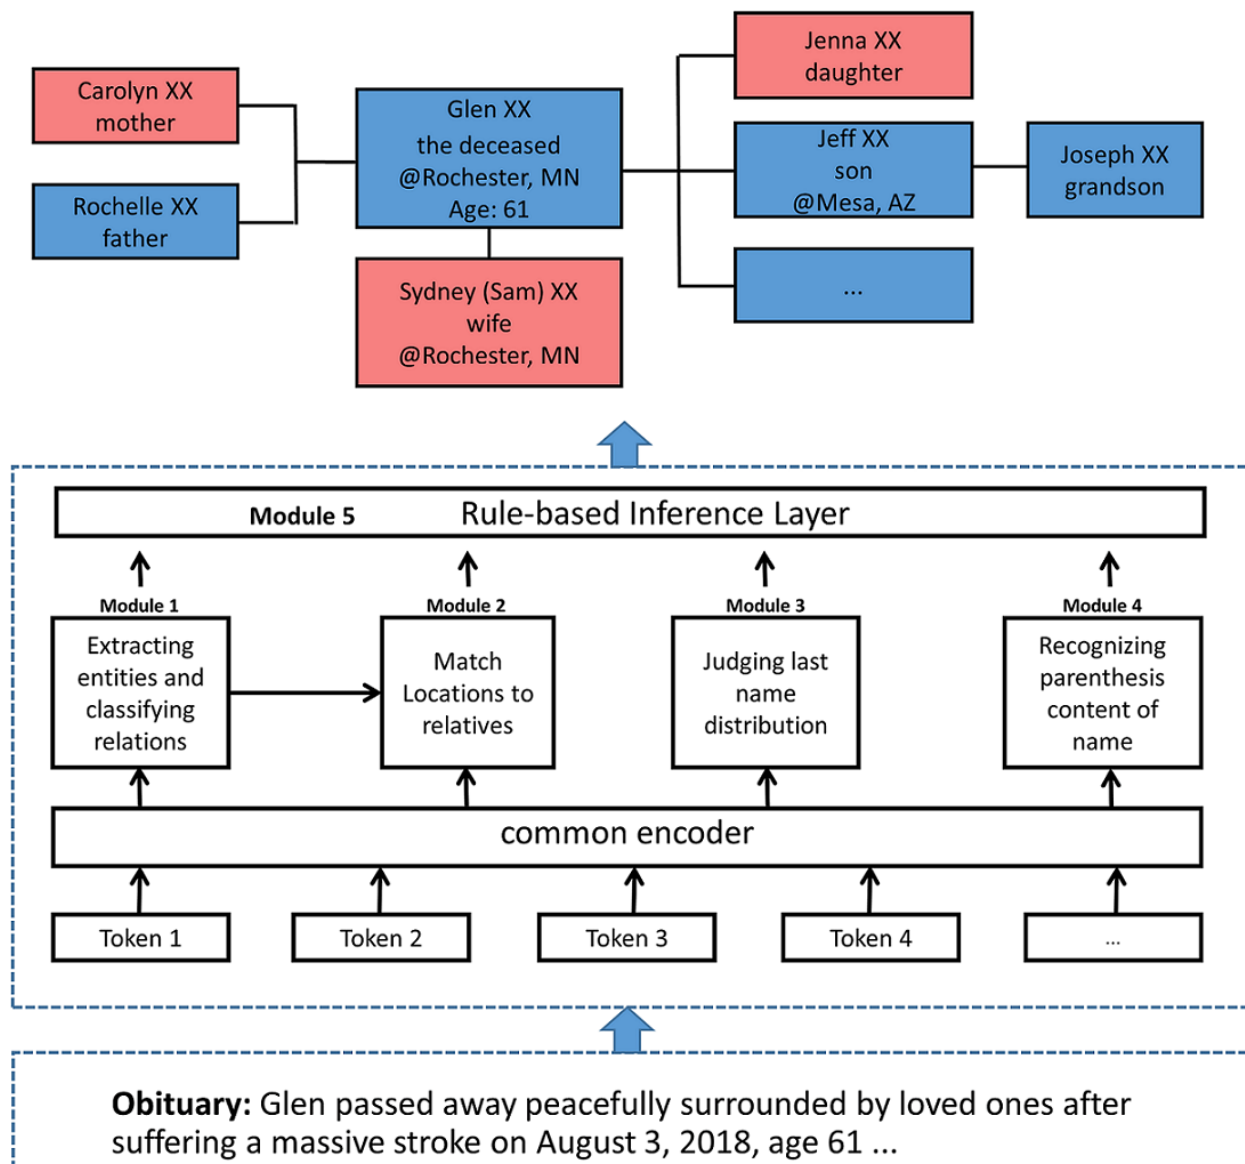 Carolyn XX
mother
Rochelle XX
father
Glen XX
the deceased
@Rochester, MN
Age: 61
Sydney (Sam) XX
wife
@Rochester, MN
Jenna XX
daughter
Jeff XX
son
@Mesa, AZ
...
Joseph XX
grandson
Module 5 Rule-based Inference Layer
Module 1
Extracting
entities and
classifying
relations
Module 2
Match
Locations to
relatives
Module 3
Judging last
name
distribution
Module 4
Recognizing
parenthesis
content of
name
common encoder
Token 1
Token 2
Token 3
Token 4
...
Obituary: Glen passed away peacefully surrounded by loved ones after
suffering a massive stroke on August 3, 2018, age 61 ...